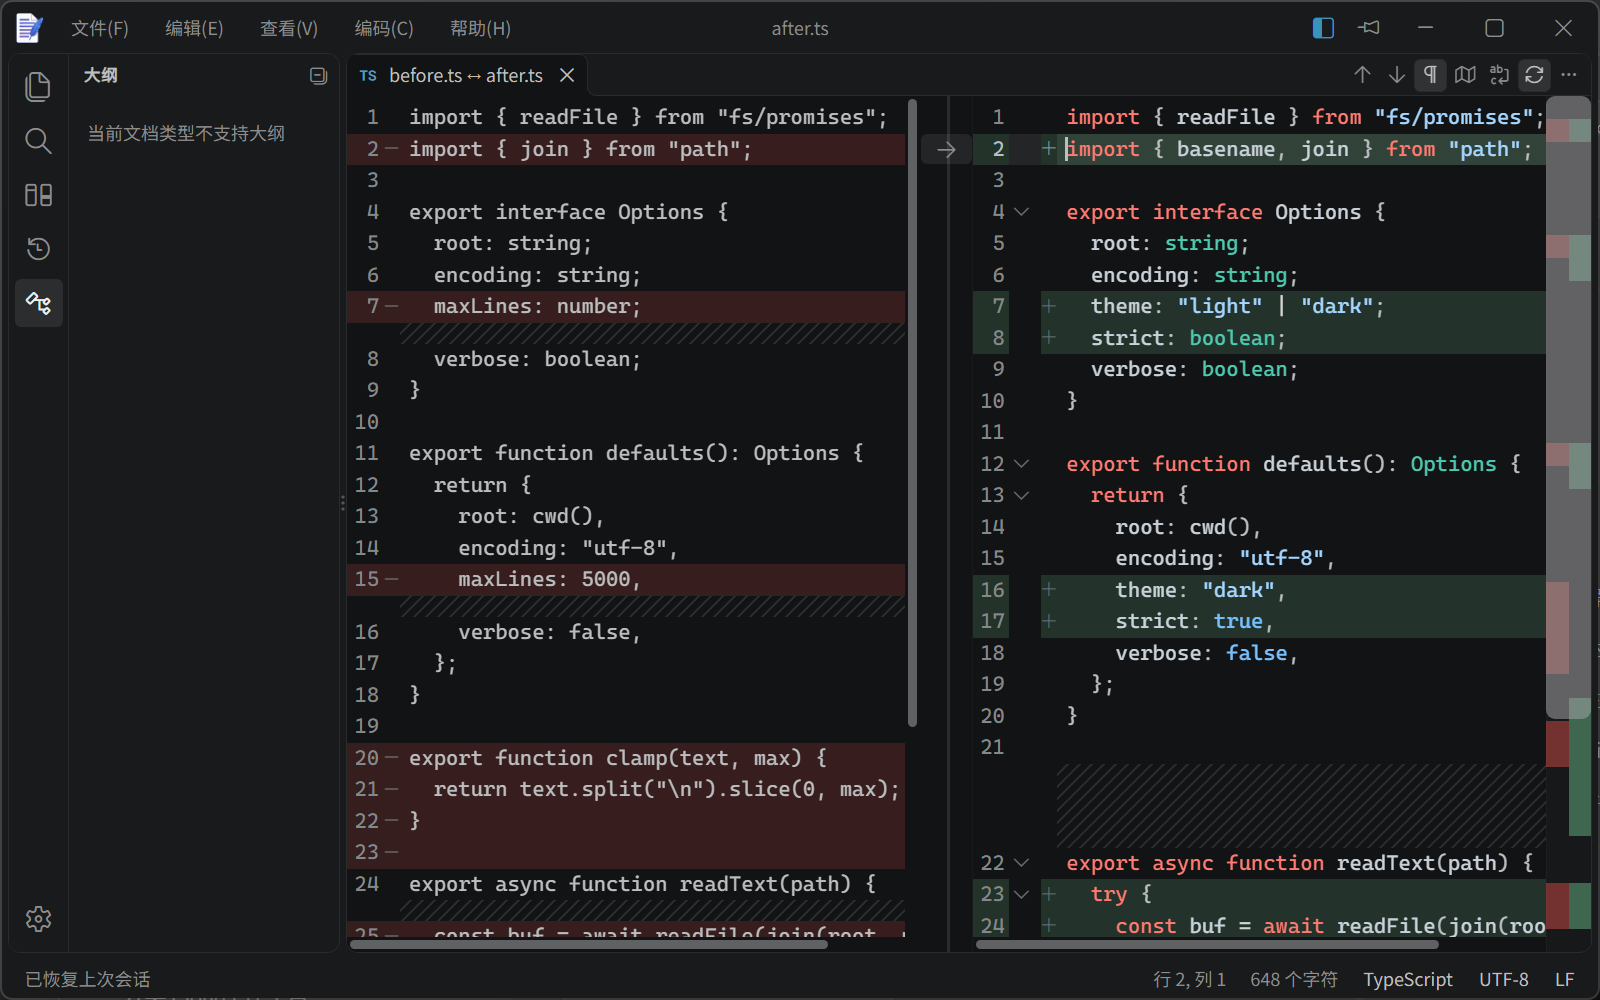 文件(F) 编辑(E) 查看(V) 编码(C) 帮助(H) after.ts
大纲
当前文档类型不支持大纲
TS before.ts↔after.ts
1 import { readFile } from "fs/promises";
2 import { join } from "path";
3
4 export interface Options {
5 root: string;
6 encoding: string;
7 maxLines: number;
8 verbose: boolean;
9 }
10
11 export function defaults(): Options {
12 return {
13 root: cwd(),
14 encoding: "utf-8",
15 maxLines: 5000,
16 verbose: false,
17 };
18 }
19
20 export function clamp(text, max) {
21 return text.split("\n").slice(0, max);
22 }
23
24 export async function readText(path) {
25 const buf = await readFile(join(root,
1 import { readFile } from "fs/promises";
2 + import { basename, join } from "path";
3
4 export interface Options {
5 root: string;
6 encoding: string;
7 + theme: "light" | "dark";
8 + strict: boolean;
9 verbose: boolean;
10 }
11
12 export function defaults(): Options {
13 return {
14 root: cwd(),
15 encoding: "utf-8",
16 + theme: "dark",
17 + strict: true,
18 verbose: false,
19 };
20 }
21
22 export async function readText(path) {
23 + try {
24 + const buf = await readFile(join(roo
已恢复上次会话 行 2, 列 1 648 个字符 TypeScript UTF-8 LF